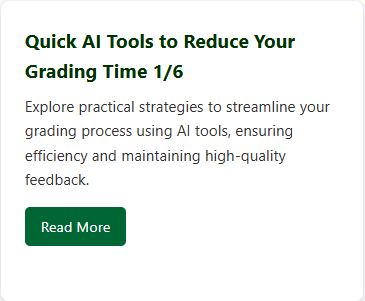 Quick AI Tools to Reduce Your
Grading Time 1/6
Explore practical strategies to streamline your
grading process using AI tools, ensuring
efficiency and maintaining high-quality
feedback.
Read More